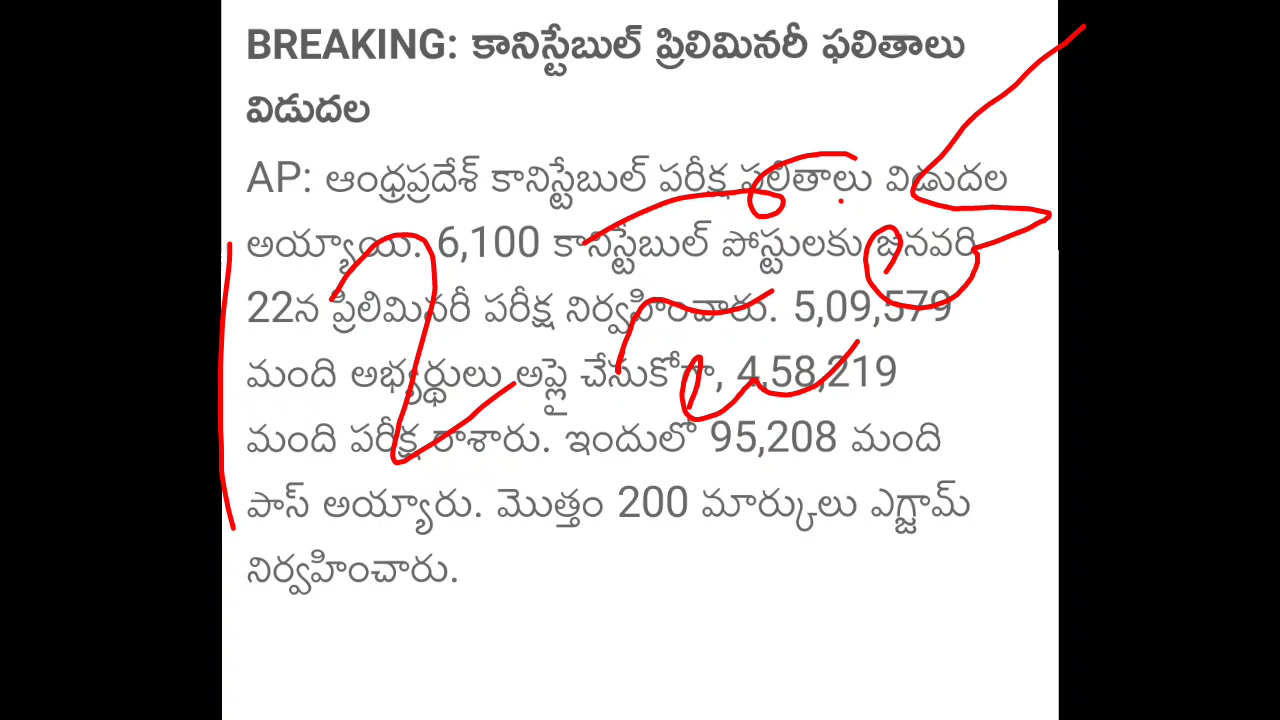 BREAKING: కానిస్టేబుల్ ప్రిలిమినరీ ఫలితాలు
విడుదల
AP: ఆంధ్రప్రదేశ్ కానిస్టేబుల్ పరీక్ష ఫలితాలు విడుదల
అయ్యాయి. 6,100 కానిస్టేబుల్ పోస్టులకు జనవరి
22న ప్రిలిమినరీ పరీక్ష నిర్వహించారు. 5,09,579
మంది అభ్యర్థులు అప్లై చేసుకోగా, 4,58,219
మంది పరీక్ష రాశారు. ఇందులో 95,208 మంది
పాస్ అయ్యారు. మొత్తం 200 మార్కులు ఎగ్జామ్
నిర్వహించారు.